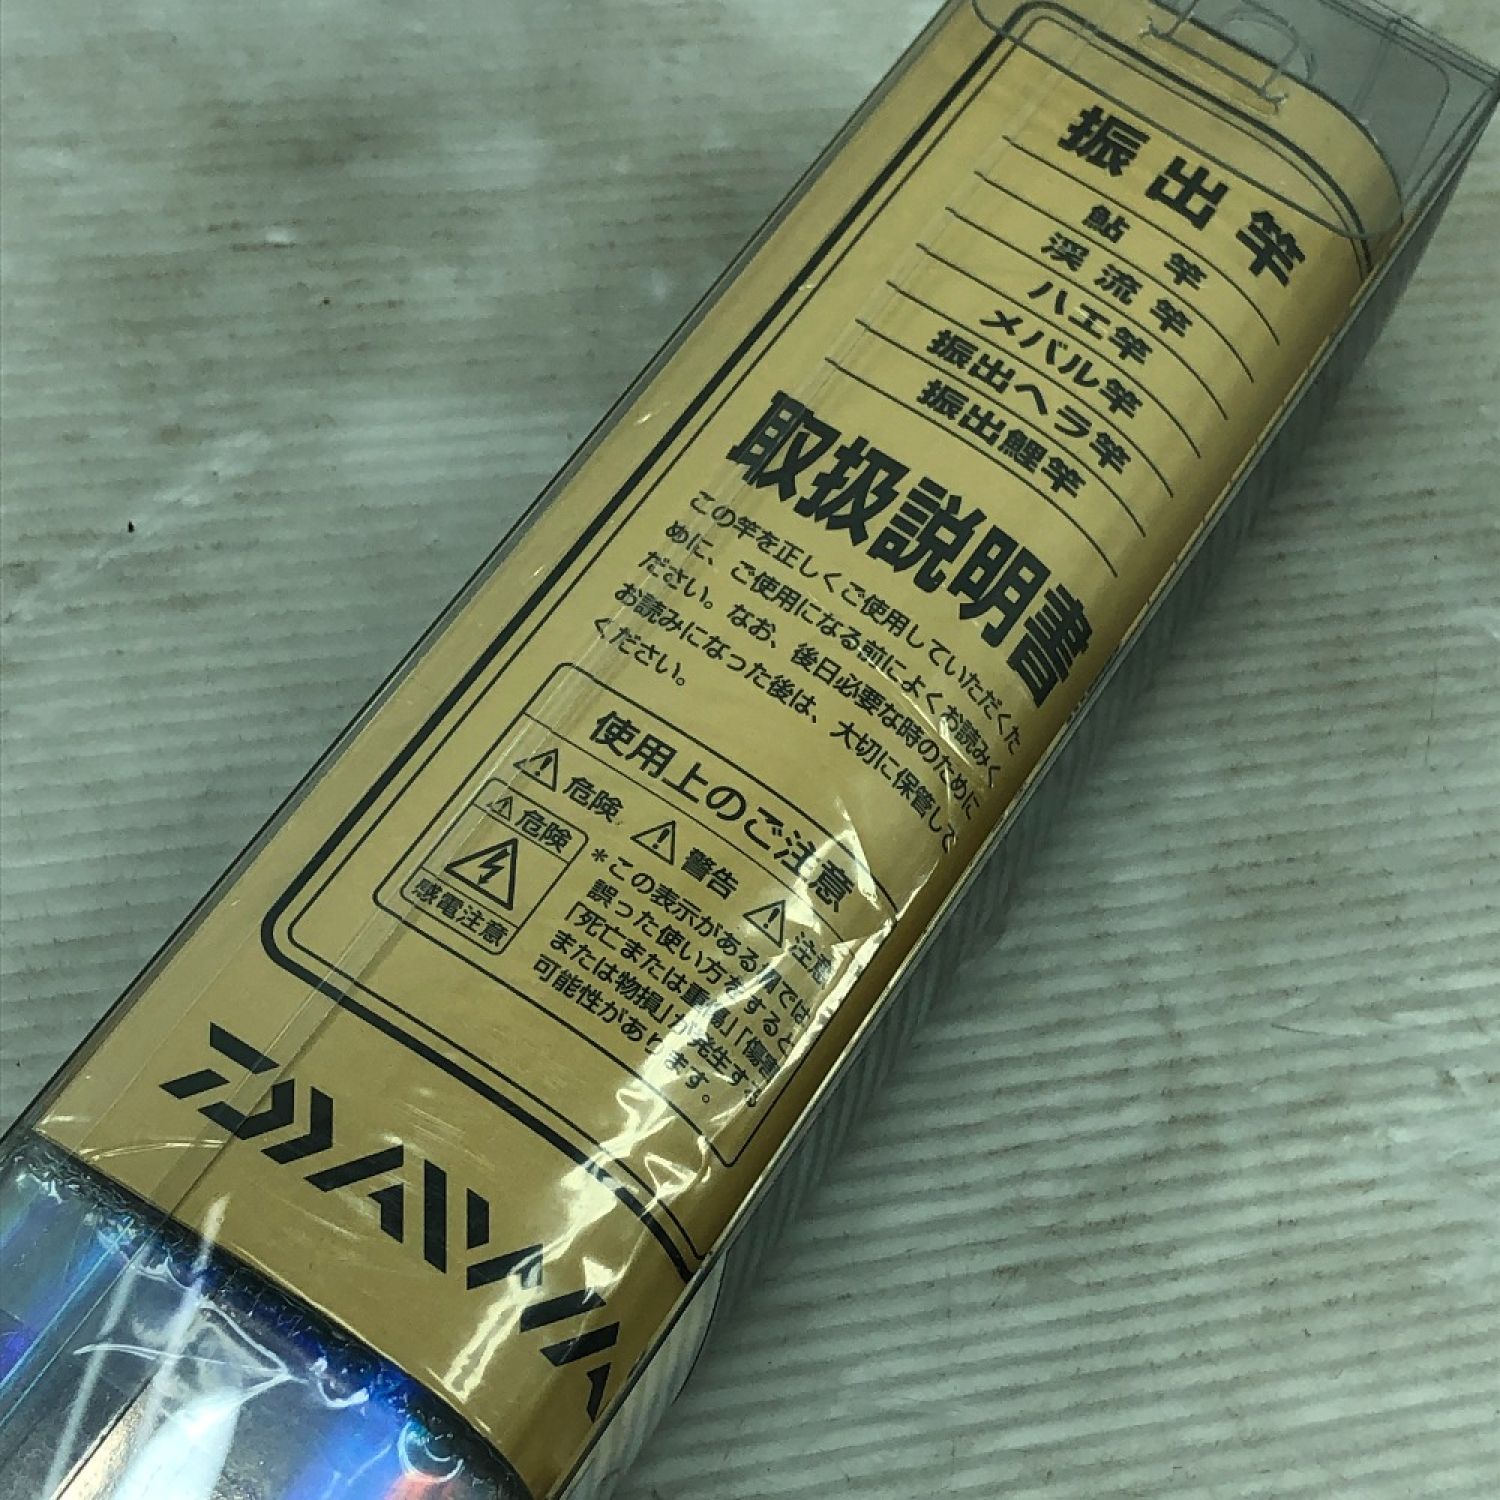 振出竿
鮎竿
渓流竿
ハエ竿
メバル竿
振出ヘラ竿
振出鯉竿
取扱説明書
この竿を正しくご使用していただくた
めに、ご使用になる前によくお読みく
ださい。なお、後日必要な時のために
お読みになった後は、大切に保管して
ください。
使用上のご注意
危険 警告 注意
危険
感電注意
*この表示がある欄では
誤った使い方をすると
「死亡または重傷」「傷害
または物損」が発生する
可能性があります。
DAIWA